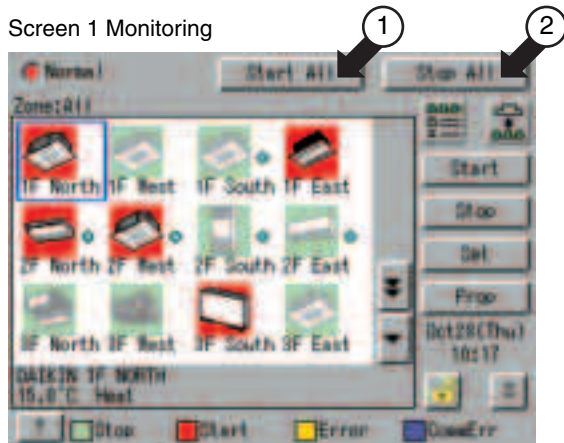 Screen 1 Monitoring
1
2
Normal
Start All
Stop All
Zone:All
1F North 1F West 1F South 1F East
2F North 2F West 2F South 2F East
3F North 3F West 3F South 3F East
Start
Stop
Set
Prop
Oct28(Thu)
10:17
DAIKIN 1F NORTH
15.0°C Heat
?
Stop
Start
Error
CommErr